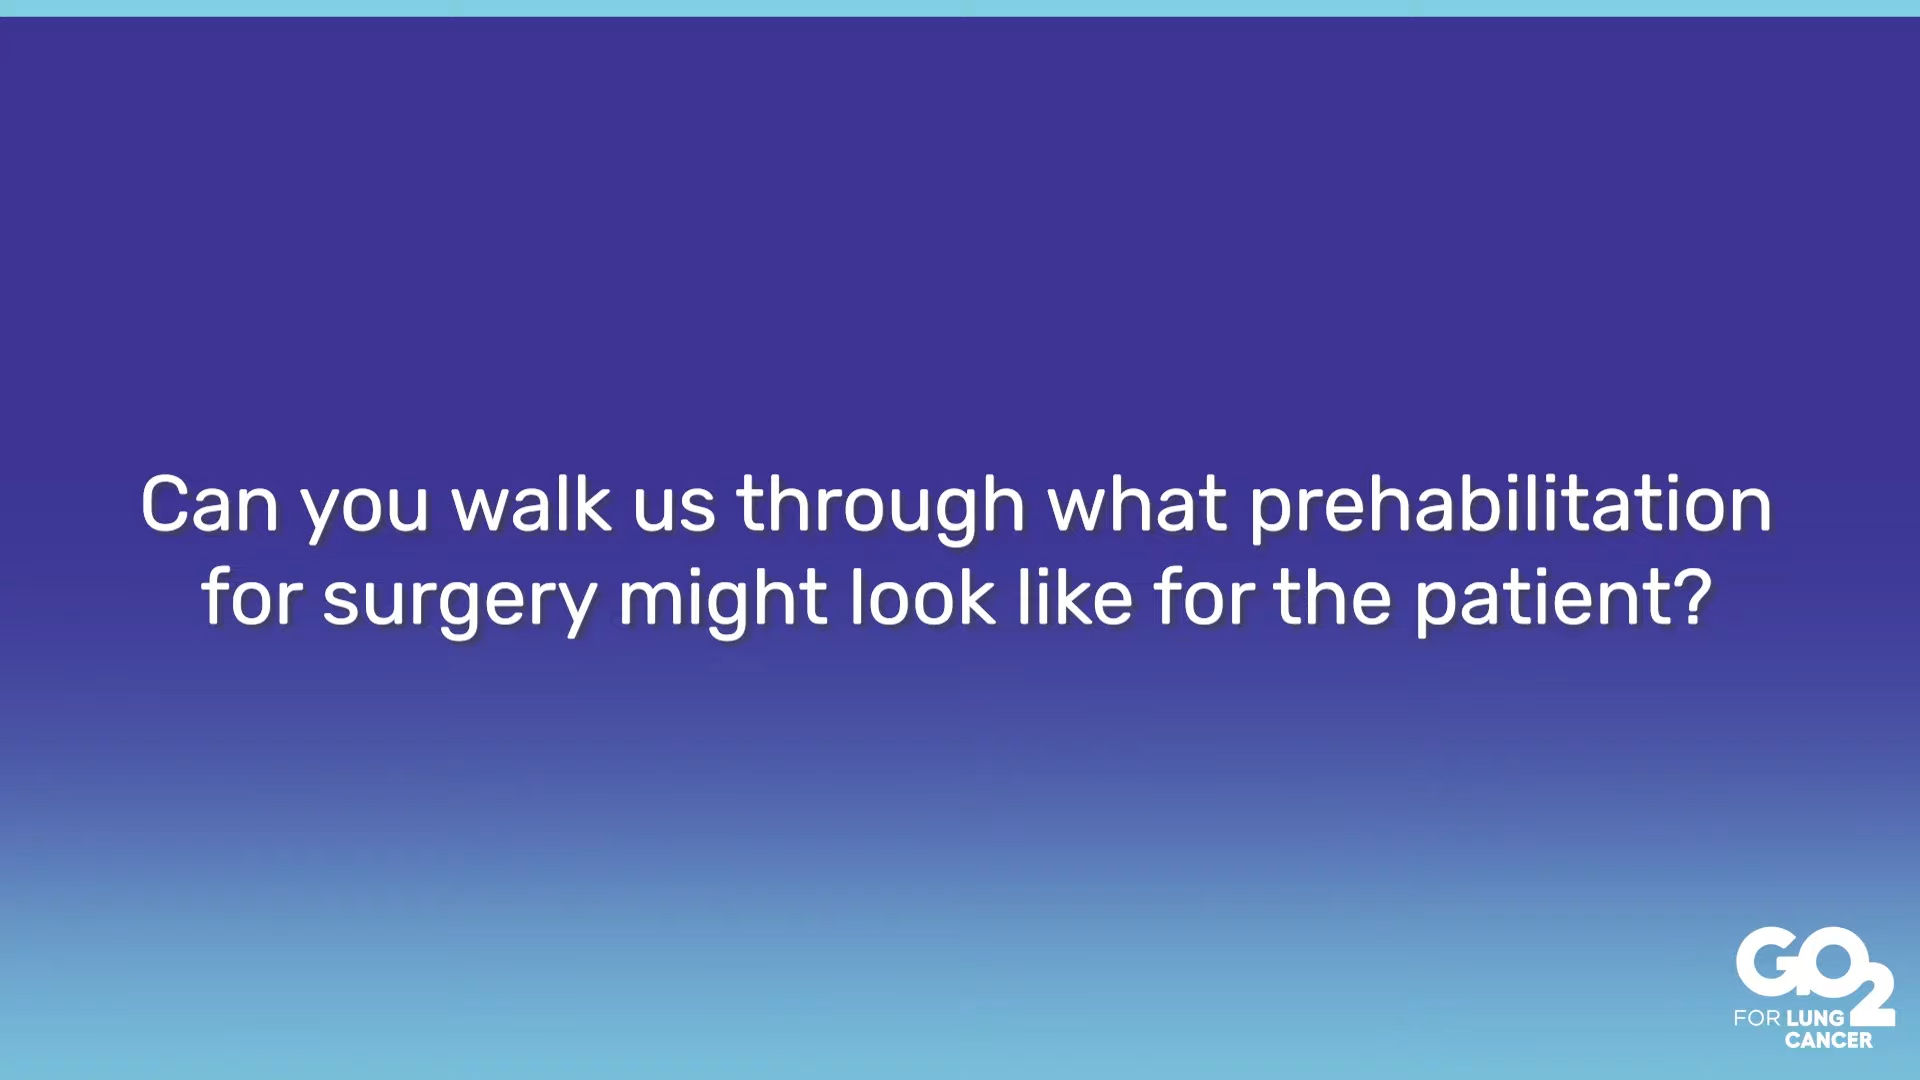 Can you walk us through what prehabilitation
for surgery might look like for the patient?
GO2
FOR LUNG
CANCER